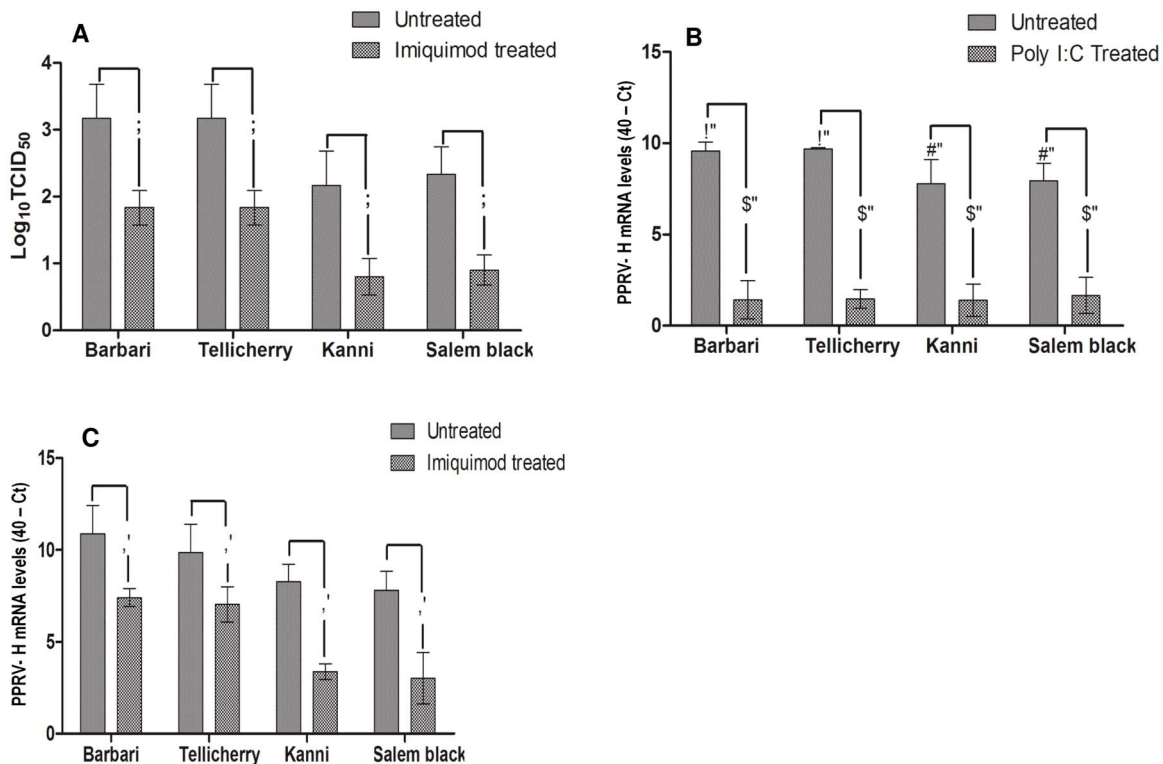 A
Untreated
Imiquimod treated
Log10TCID50
4
3
2
1
0
;
;
;
;
Barbari
Tellicherry
Kanni
Salem black
B
Untreated
Poly I:C Treated
PPRV- H mRNA levels (40 – Ct)
15
10
5
0
!"
!"
#"
#"
$"
$"
$"
$"
Barbari
Tellicherry
Kanni
Salem black
C
Untreated
Imiquimod treated
PPRV- H mRNA levels (40 – Ct)
15
10
5
0
,'
,'
,'
,'
Barbari
Tellicherry
Kanni
Salem black